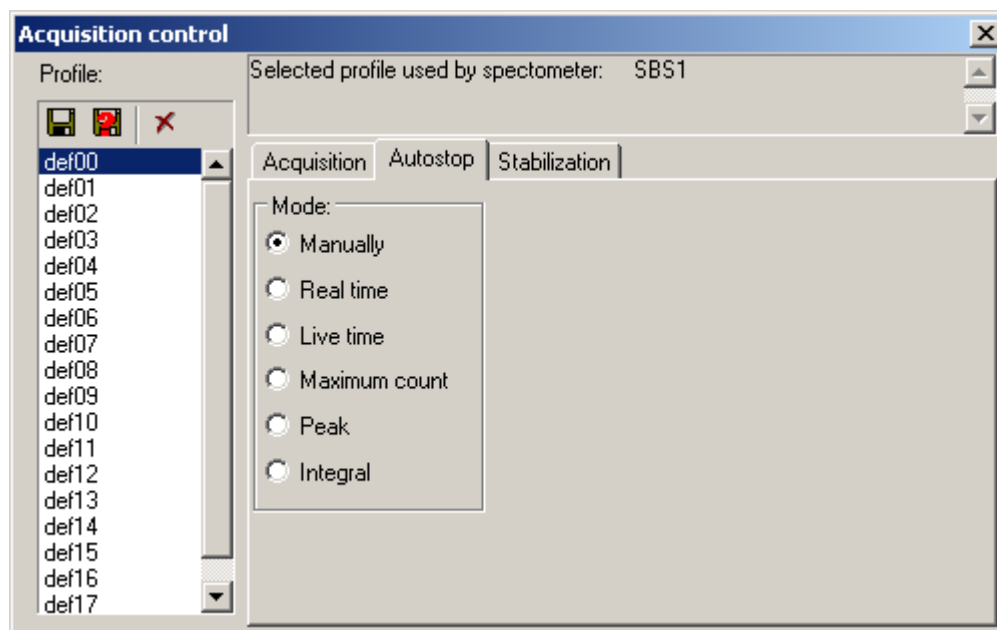 Acquisition control
Profile:
Selected profile used by spectometer: SBS1
def00
def01
def02
def03
def04
def05
def06
def07
def08
def09
def10
def11
def12
def13
def14
def15
def16
def17
Acquisition Autostop Stabilization
Mode:
Manually
Real time
Live time
Maximum count
Peak
Integral